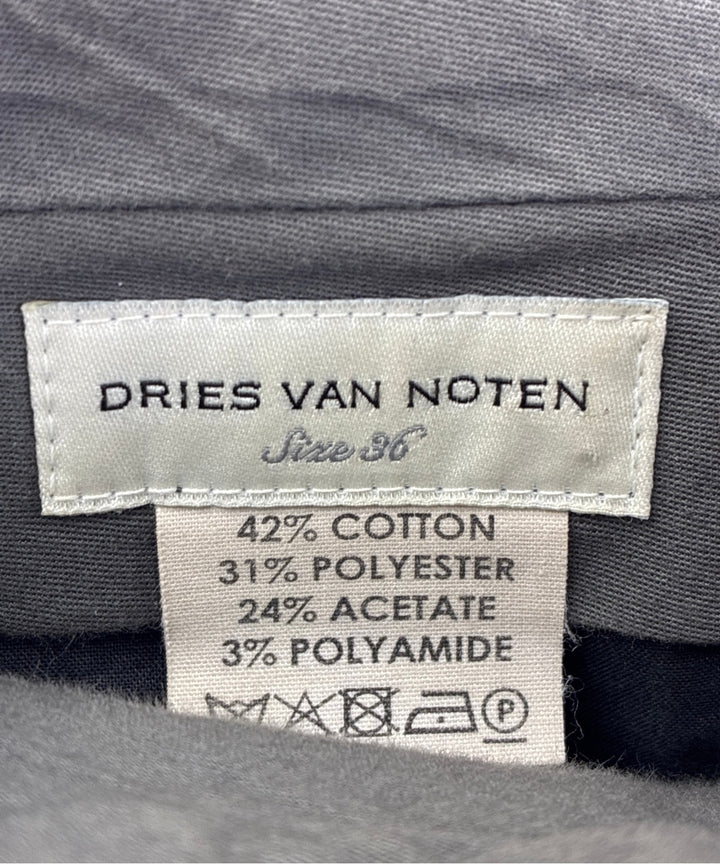 DRIES VAN NOTEN
Size 36
42% COTTON
31% POLYESTER
24% ACETATE
3% POLYAMIDE
P